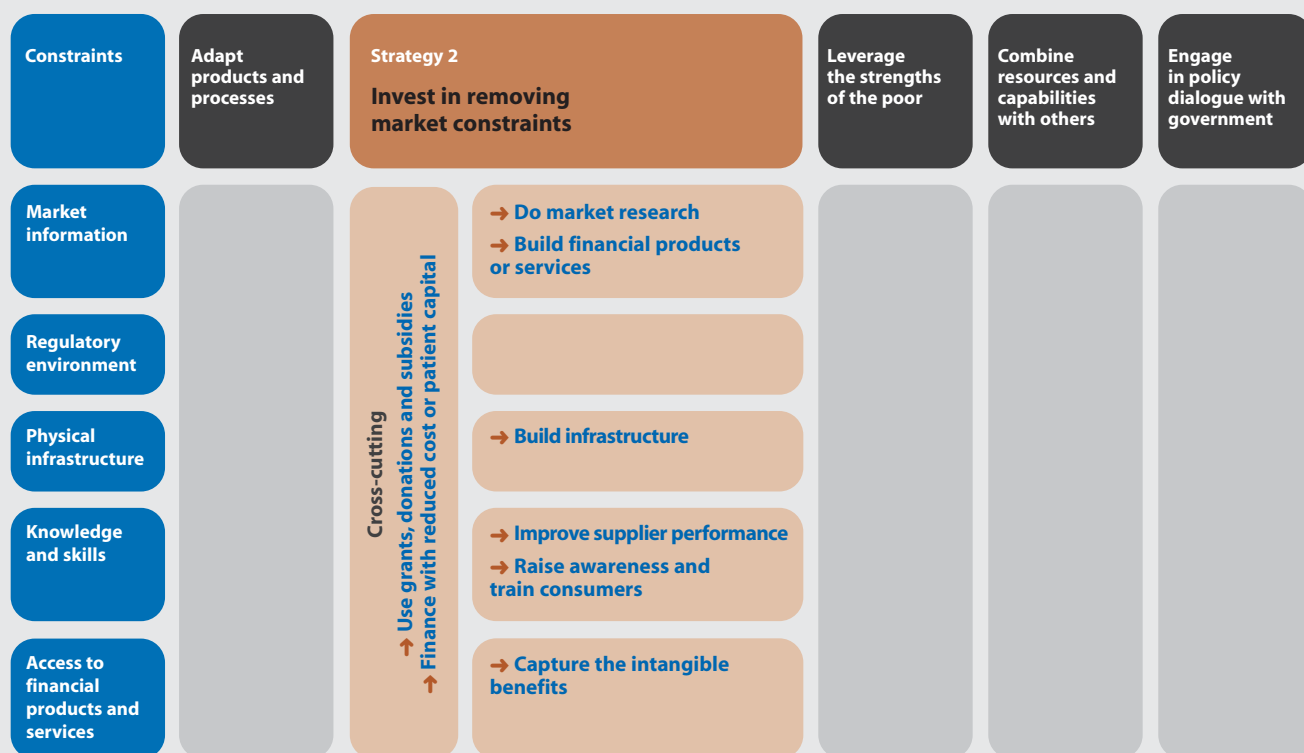 Constraints
Adapt
products and
processes
Strategy 2
Invest in removing
market constraints
Leverage
the strengths
of the poor
Combine
resources and
capabilities
with others
Engage
in policy
dialogue with
government
Market
information
Regulatory
environment
Physical
infrastructure
Knowledge
and skills
Access to
financial
products and
services
Cross-cutting
➔ Use grants, donations and subsidies
➔ Finance with reduced cost or patient capital
➔ Do market research
➔ Build financial products
or services
➔ Build infrastructure
➔ Improve supplier performance
➔ Raise awareness and
train consumers
➔ Capture the intangible
benefits